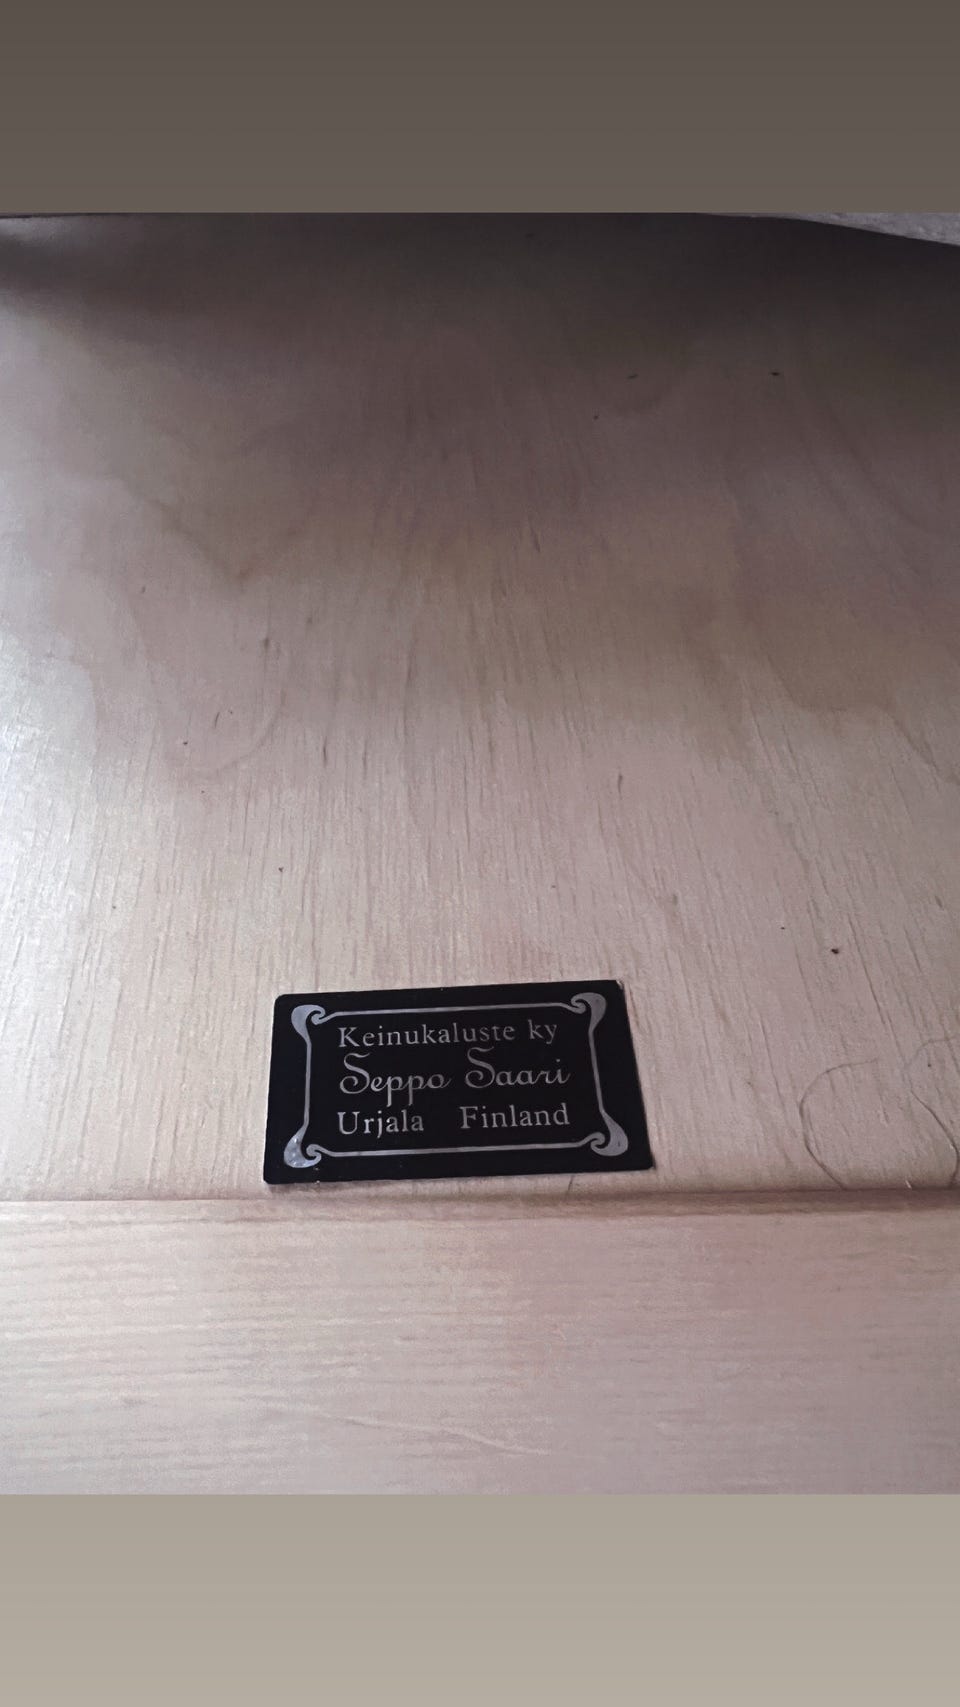 Keinukaluste ky
Seppo Saari
Urjala Finland